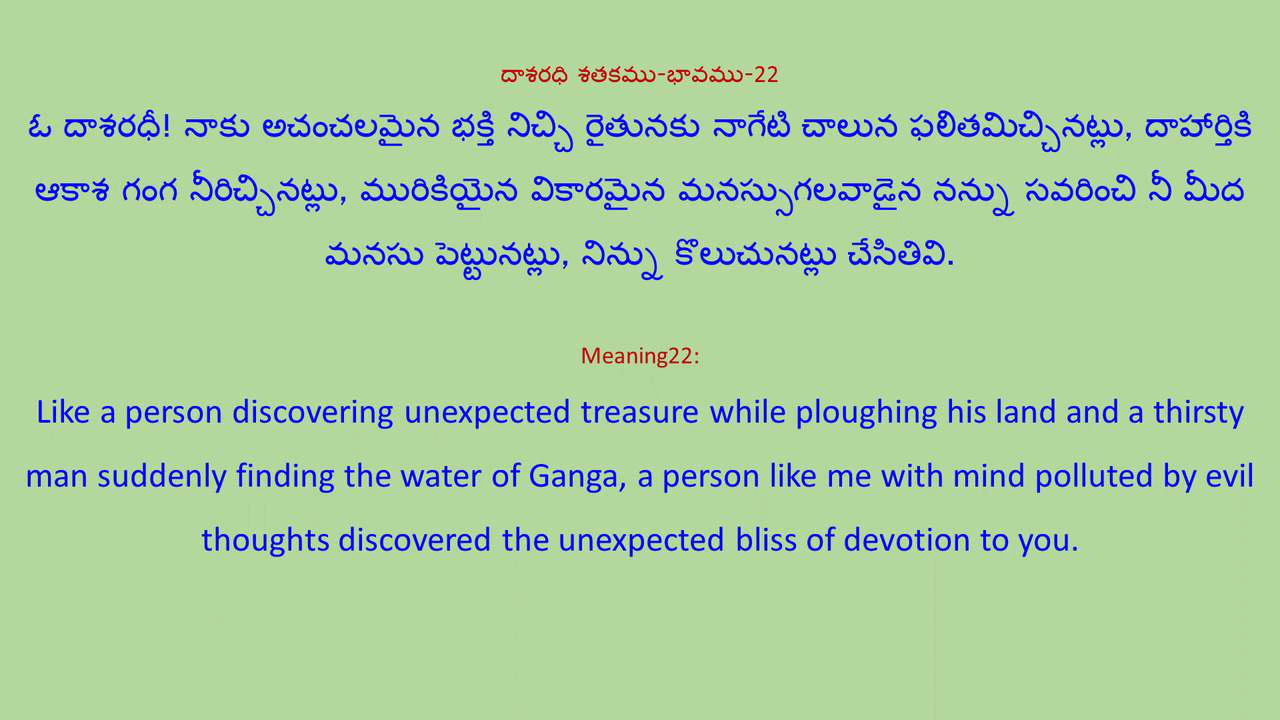 దాశరధి శతకము-భావము-22
ఓ దాశరధీ! నాకు అచంచలమైన భక్తి నిచ్చి రైతునకు నాగేటి చాలున ఫలితమిచ్చినట్లు, దాహార్తికి
ఆకాశ గంగ నీరిచ్చినట్లు, మురికియైన వికారమైన మనస్సుగలవాడైన నన్ను సవరించి నీ మీద
మనసు పెట్టునట్లు, నిన్ను కొలుచునట్లు చేసితివి.
Meaning22:
Like a person discovering unexpected treasure while ploughing his land and a thirsty
man suddenly finding the water of Ganga, a person like me with mind polluted by evil
thoughts discovered the unexpected bliss of devotion to you.